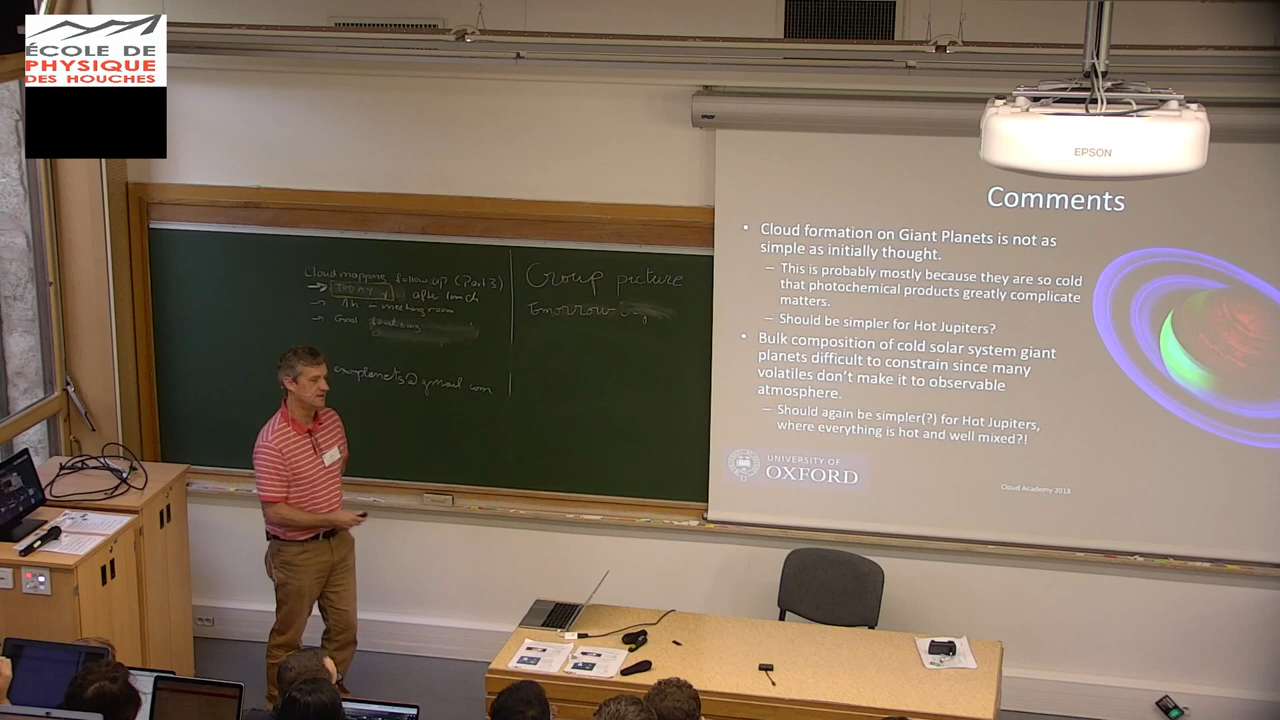 ÉCOLE DE
PHYSIQUE
DES HOUCHES
EPSON
Cloud mapping follow up (Part 3)
after lunch
4h - meeting room
exoplanets2@gmail.com
Group picture
Tomorrow
Comments
• Cloud formation on Giant Planets is not as
simple as initially thought.
– This is probably mostly because they are so cold
that photochemical products greatly complicate
matters.
– Should be simpler for Hot Jupiters?
• Bulk composition of cold solar system giant
planets difficult to constrain since many
volatiles don't make it to observable
atmosphere.
– Should again be simpler(?) for Hot Jupiters,
where everything is hot and well mixed?!
UNIVERSITY OF
OXFORD
Cloud Academy 2018